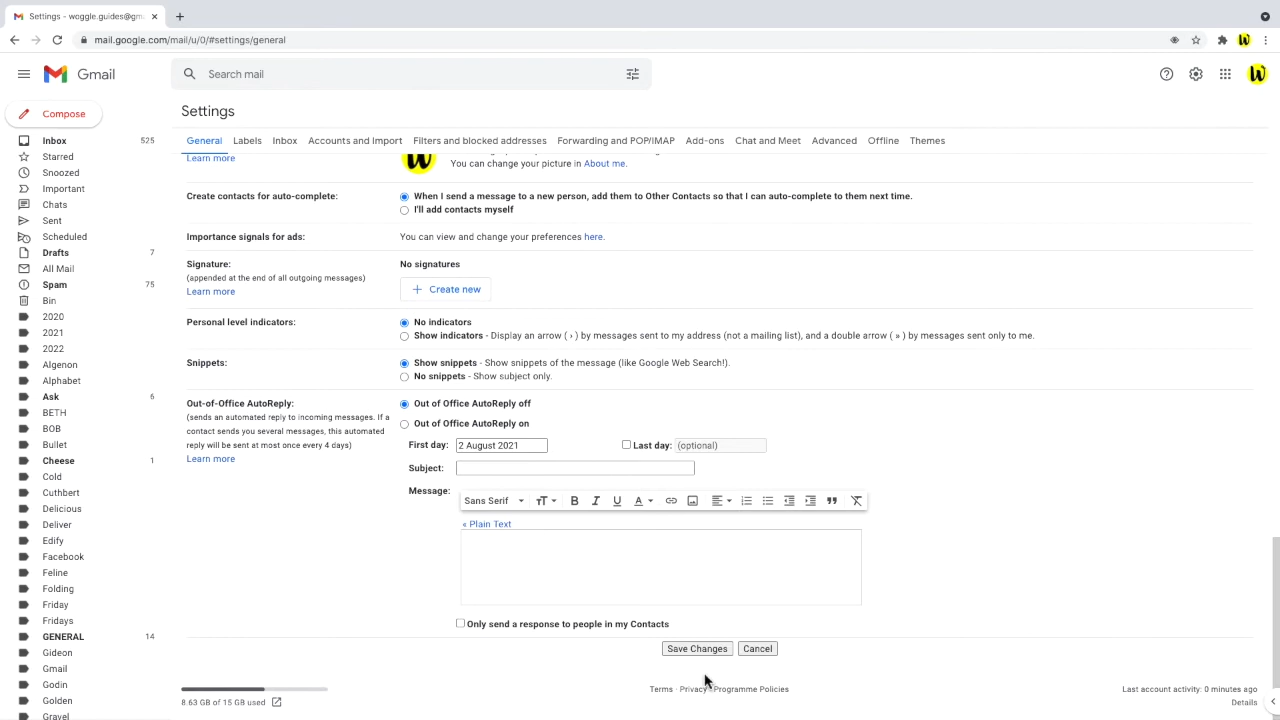 Settings - woggle.guides@gm
mail.google.com/mail/u/0/#settings/general
Gmail
Search mail
Compose
Inbox 525
Starred
Snoozed
Important
Chats
Sent
Scheduled
Drafts 7
All Mail
Spam 75
Bin
2020
2021
2022
Algenon
Alphabet
Ask 6
BETH
BOB
Bullet
Cheese 1
Cold
Cuthbert
Delicious
Deliver
Edify
Facebook
Feline
Folding
Friday
Fridays
GENERAL 14
Gideon
Gmail
Godin
Golden
Gravel
Settings
General Labels Inbox Accounts and Import Filters and blocked addresses Forwarding and POP/IMAP Add-ons Chat and Meet Advanced Offline Themes
Learn more
You can change your picture in About me.
Create contacts for auto-complete:
When I send a message to a new person, add them to Other Contacts so that I can auto-complete to them next time.
I'll add contacts myself
Importance signals for ads: You can view and change your preferences here.
Signature: No signatures
(appended at the end of all outgoing messages)
Learn more
Create new
Personal level indicators: No indicators
Show indicators - Display an arrow ( › ) by messages sent to my address (not a mailing list), and a double arrow ( » ) by messages sent only to me.
Snippets: Show snippets - Show snippets of the message (like Google Web Search!).
No snippets - Show subject only.
Out-of-Office AutoReply:
(sends an automated reply to incoming messages. If a
contact sends you several messages, this automated
reply will be sent at most once every 4 days)
Learn more
Out of Office AutoReply off
Out of Office AutoReply on
First day: 2 August 2021 Last day: (optional)
Subject:
Message:
Sans Serif
« Plain Text
Only send a response to people in my Contacts
Save Changes Cancel
8.63 GB of 15 GB used
Terms · Privacy · Programme Policies
Last account activity: 0 minutes ago
Details